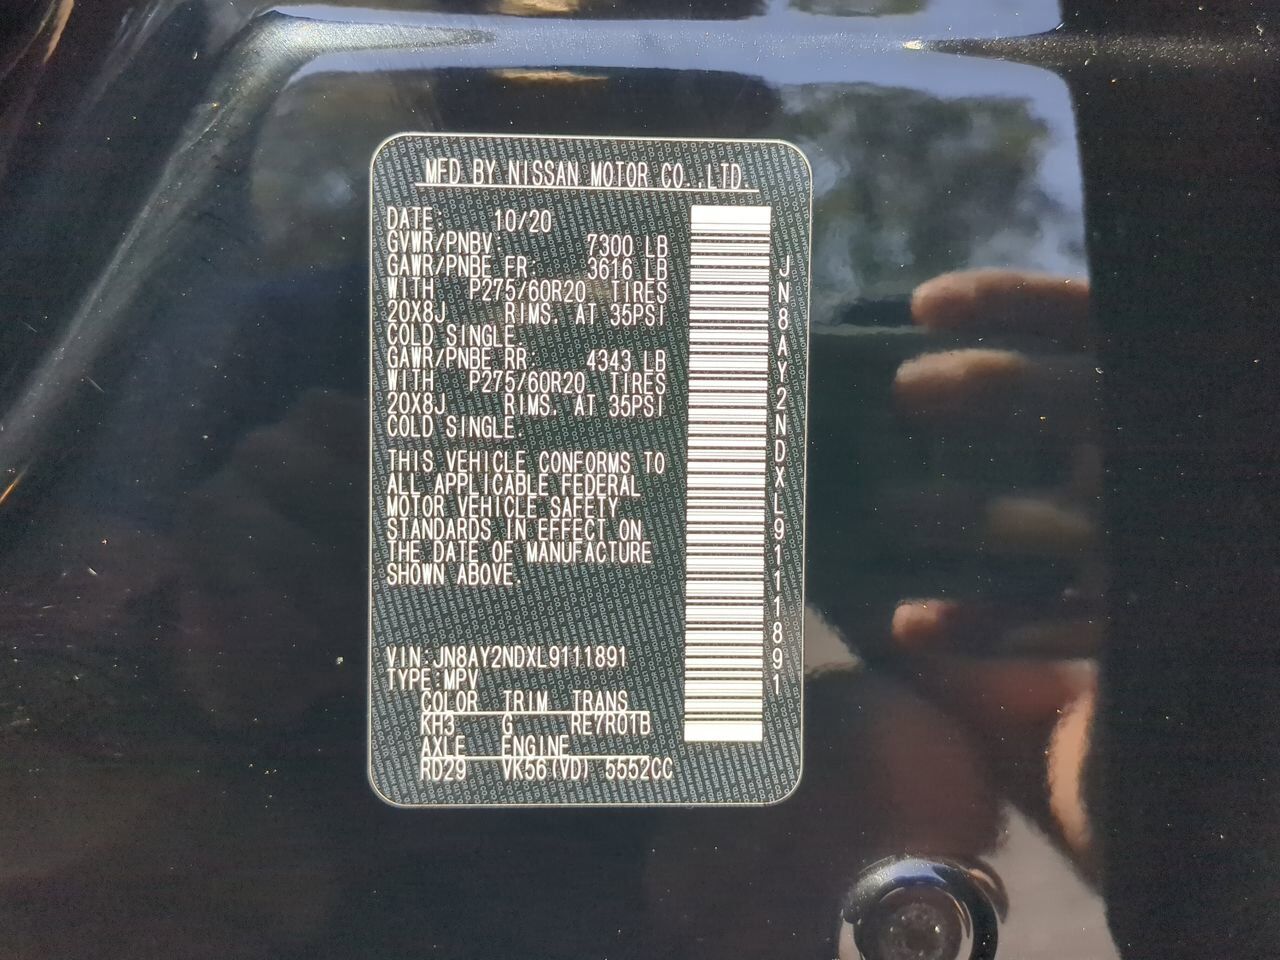 MFD BY NISSAN MOTOR CO.,LTD.
DATE: 10/20
GVWR/PNBV: 7300 LB
GAWR/PNBE FR: 3616 LB
WITH P275/60R20 TIRES
20X8J RIMS. AT 35PSI
COLD SINGLE.
GAWR/PNBE RR: 4343 LB
WITH P275/60R20 TIRES
20X8J RIMS. AT 35PSI
COLD SINGLE.
THIS VEHICLE CONFORMS TO
ALL APPLICABLE FEDERAL
MOTOR VEHICLE SAFETY
STANDARDS IN EFFECT ON
THE DATE OF MANUFACTURE
SHOWN ABOVE.
VIN:JN8AY2NDXL9111891
TYPE:MPV
COLOR TRIM TRANS
KH3 G RE7R01B
AXLE ENGINE
RD29 VK56(VD) 5552CC
JN8AY2NDXL9111891